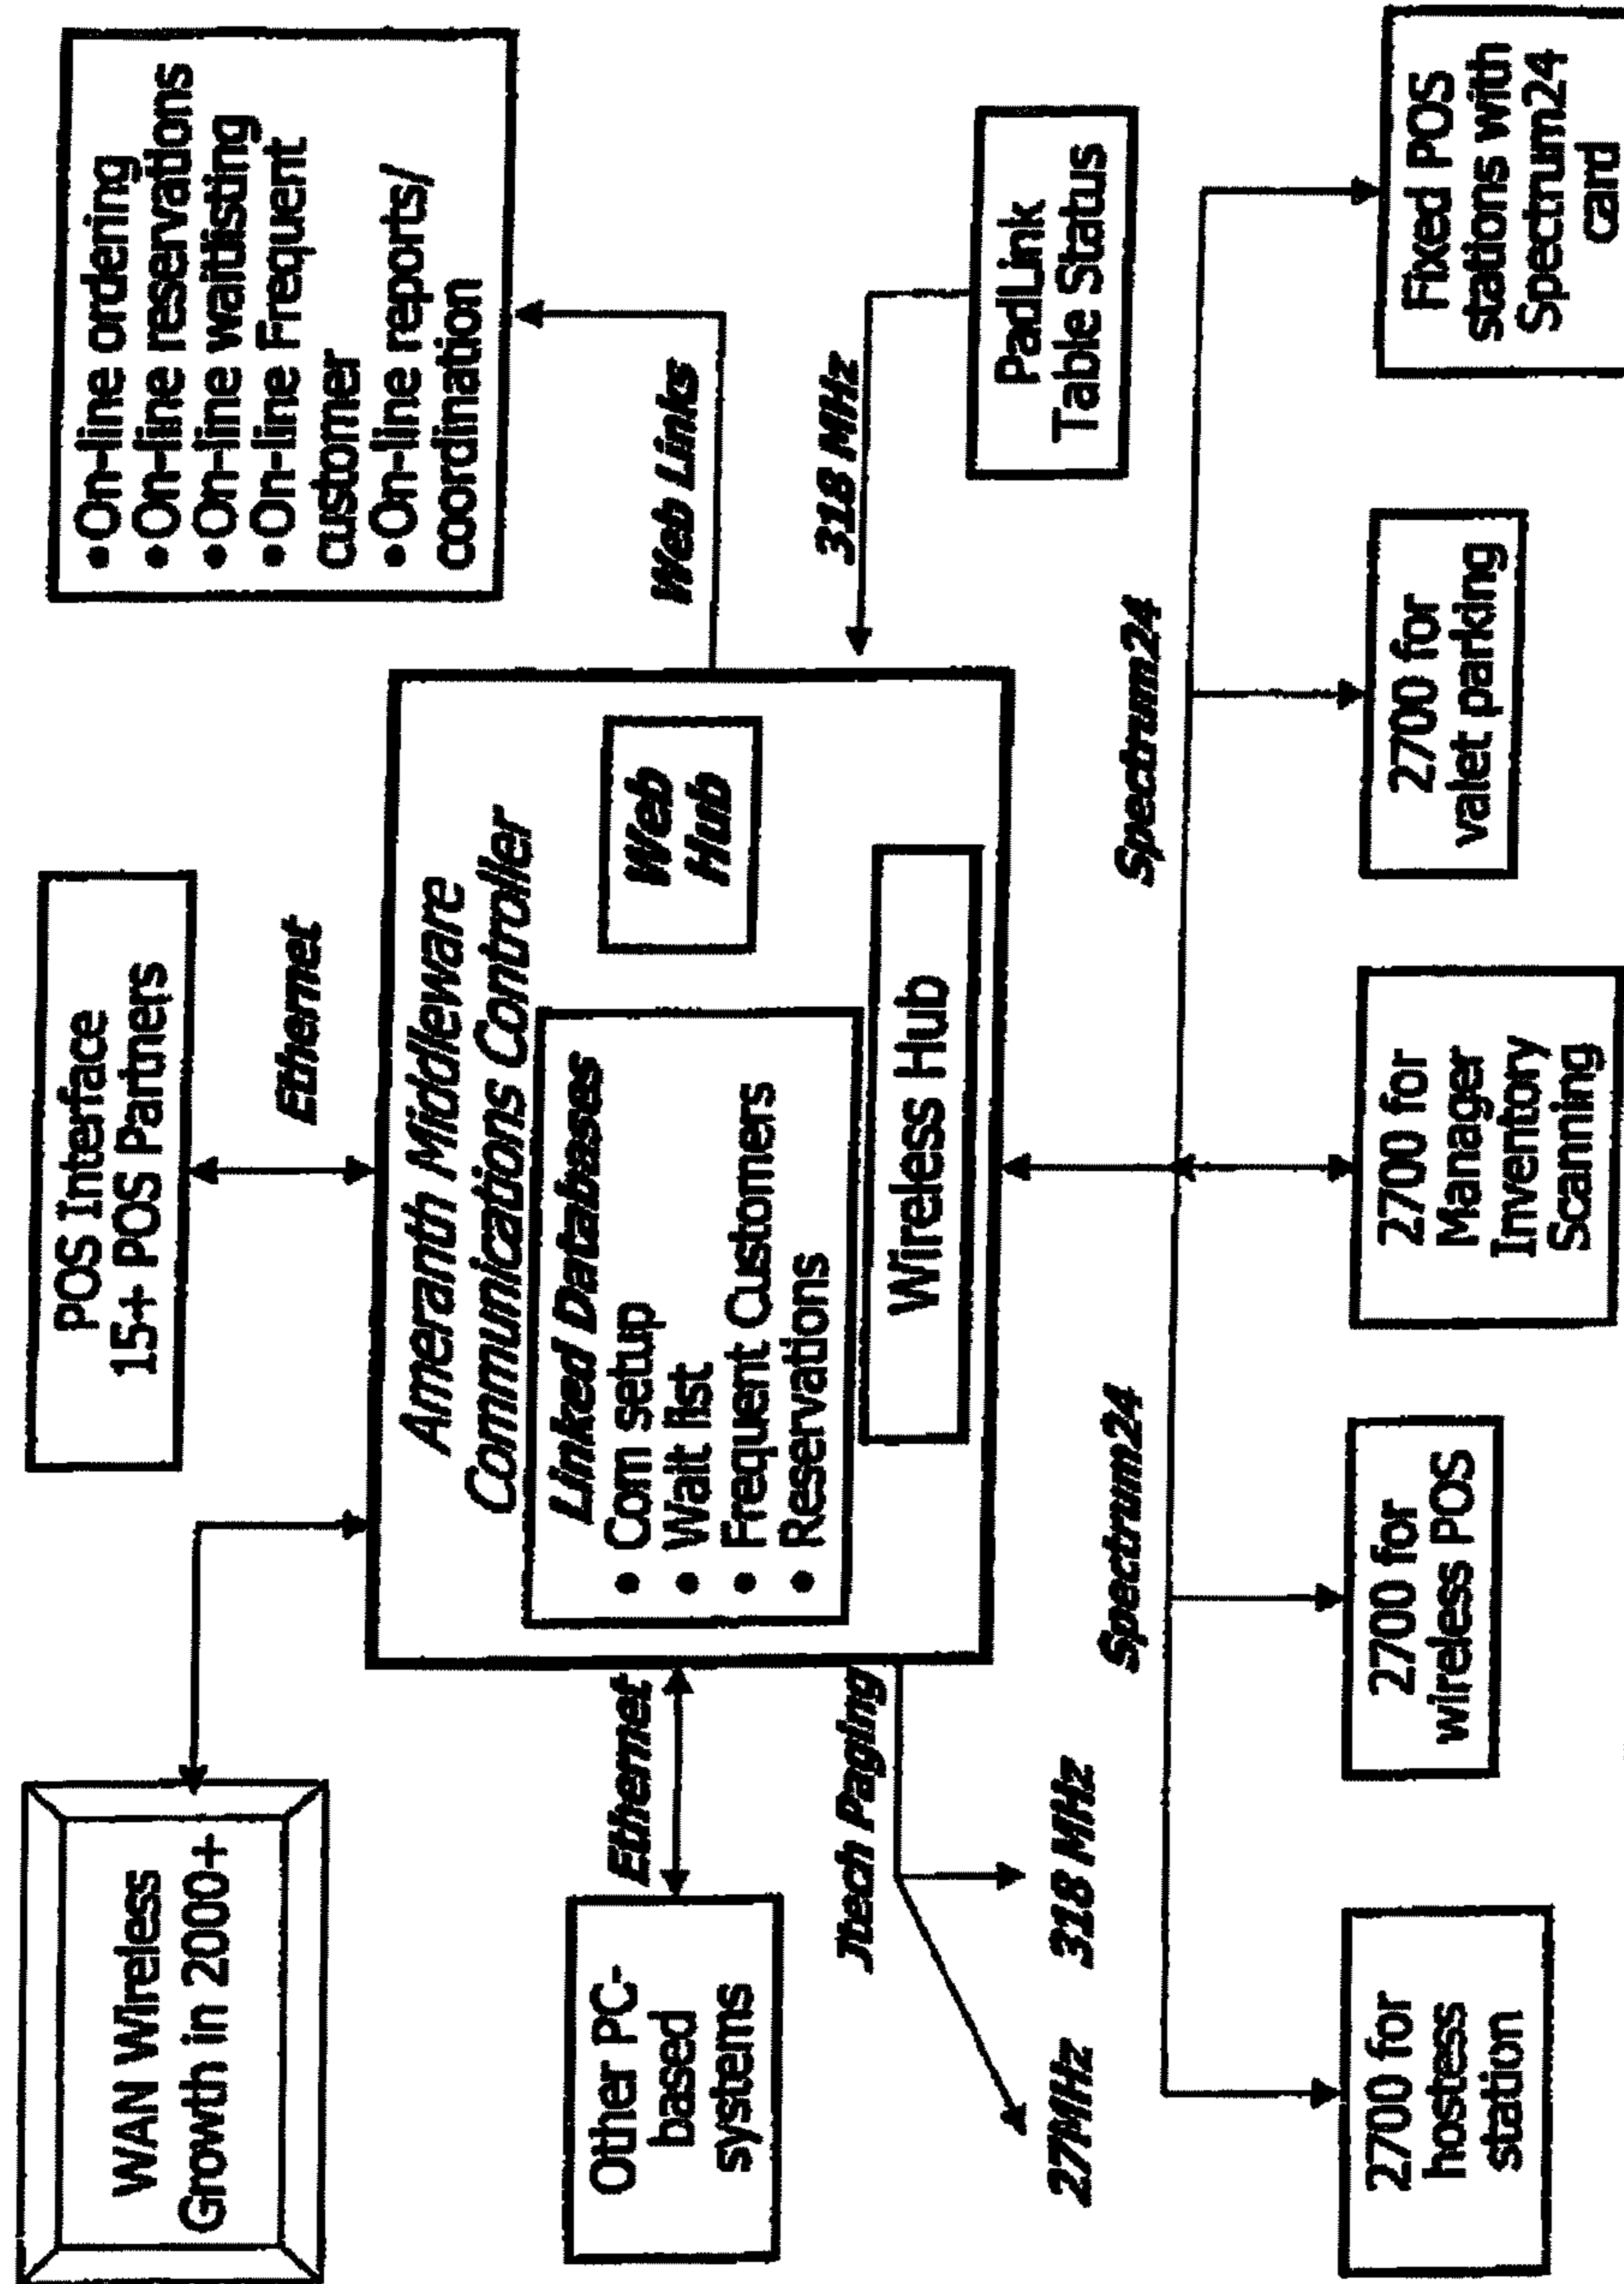 WAN Wireless
Growth in 2000+
POS Interface
15+ POS Partners
•On-line ordering
•On-line reservations
•On-line waitlisting
•On-line Frequent
customer
•On-line reports/
coordination
Ethernet
Ameranth Middleware
Communications Controller
Linked Databases
• Com setup
• Wait list
• Frequent Customers
• Reservations
Web
Hub
Wireless Hub
Web Links
Ethernet
Other PC-
based
systems
Jtech Paging
27MHz
318 MHz
318 MHz
PadLink
Table Status
Spectrum24
Spectrum24
2700 for
hostess
station
2700 for
wireless POS
2700 for
Manager
Inventory
Scanning
2700 for
valet parking
Fixed POS
stations with
Spectrum24
card